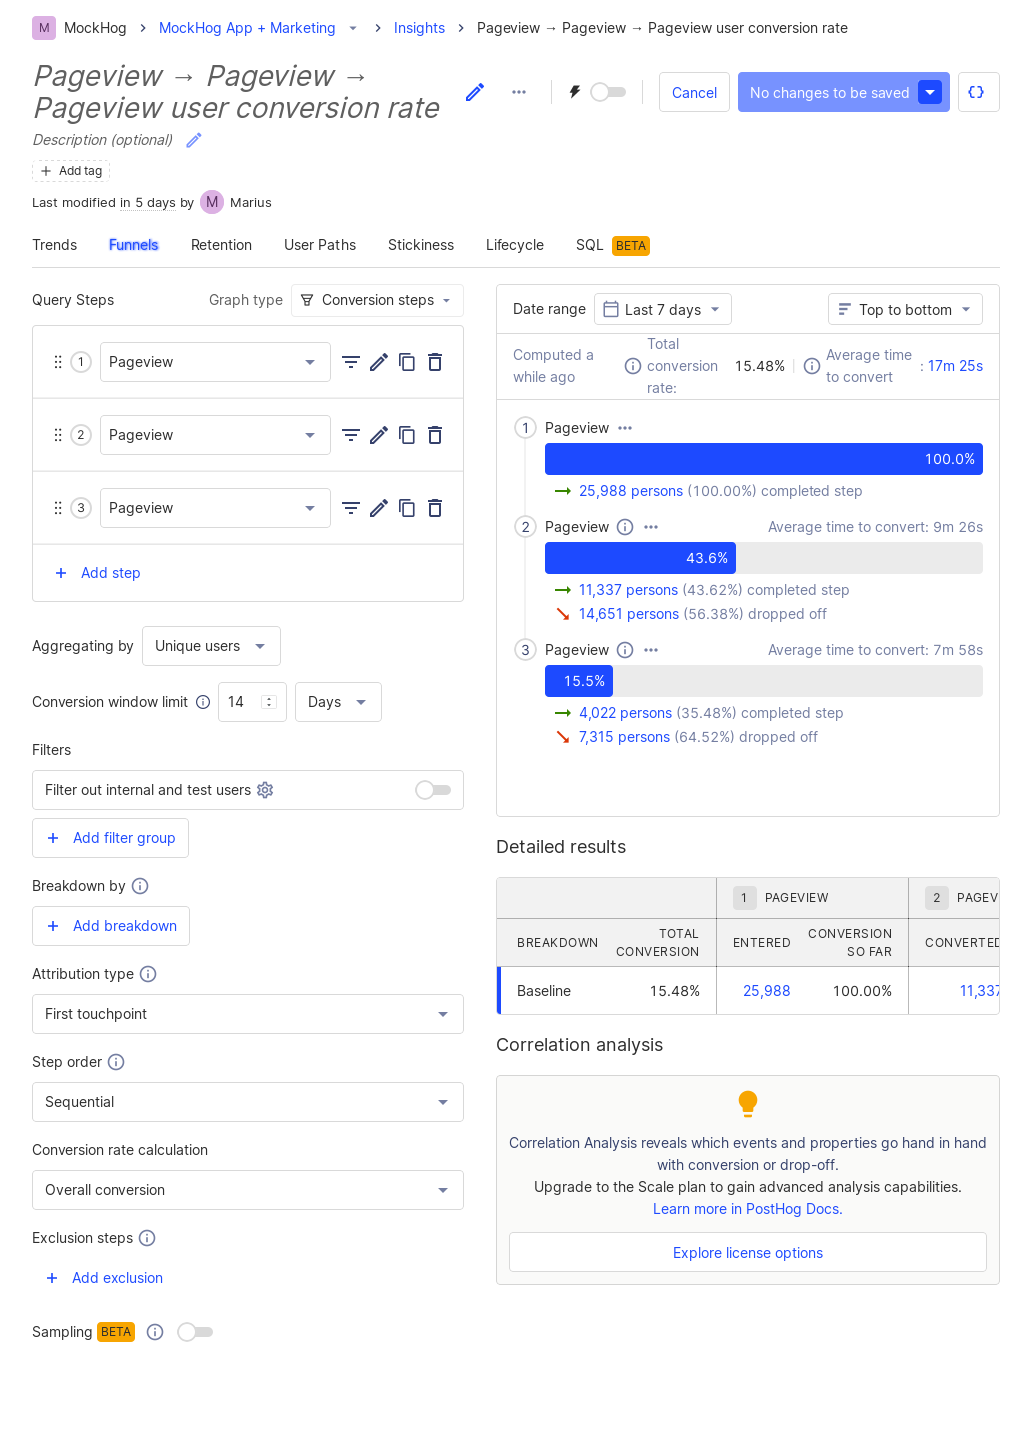 M MockHog > MockHog App + Marketing > Insights > Pageview → Pageview → Pageview user conversion rate
Pageview → Pageview →
Pageview user conversion rate
Cancel
No changes to be saved
Description (optional)
+ Add tag
Last modified in 5 days by M Marius
Trends Funnels Retention User Paths Stickiness Lifecycle SQL BETA
Query Steps
Graph type Conversion steps
1 Pageview
2 Pageview
3 Pageview
+ Add step
Aggregating by Unique users
Conversion window limit 14 Days
Filters
Filter out internal and test users
+ Add filter group
Breakdown by
+ Add breakdown
Attribution type
First touchpoint
Step order
Sequential
Conversion rate calculation
Overall conversion
Exclusion steps
+ Add exclusion
Sampling BETA
Date range Last 7 days Top to bottom
Computed a
while ago
Total
conversion
rate:
15.48%
Average time
to convert
: 17m 25s
1 Pageview
100.0%
25,988 persons (100.00%) completed step
2 Pageview Average time to convert: 9m 26s
43.6%
11,337 persons (43.62%) completed step
14,651 persons (56.38%) dropped off
3 Pageview Average time to convert: 7m 58s
15.5%
4,022 persons (35.48%) completed step
7,315 persons (64.52%) dropped off
Detailed results
1 PAGEVIEW 2 PAGEV
BREAKDOWN
TOTAL
CONVERSION
ENTERED
CONVERSION
SO FAR
CONVERTED
Baseline 15.48% 25,988 100.00% 11,337
Correlation analysis
Correlation Analysis reveals which events and properties go hand in hand
with conversion or drop-off.
Upgrade to the Scale plan to gain advanced analysis capabilities.
Learn more in PostHog Docs.
Explore license options